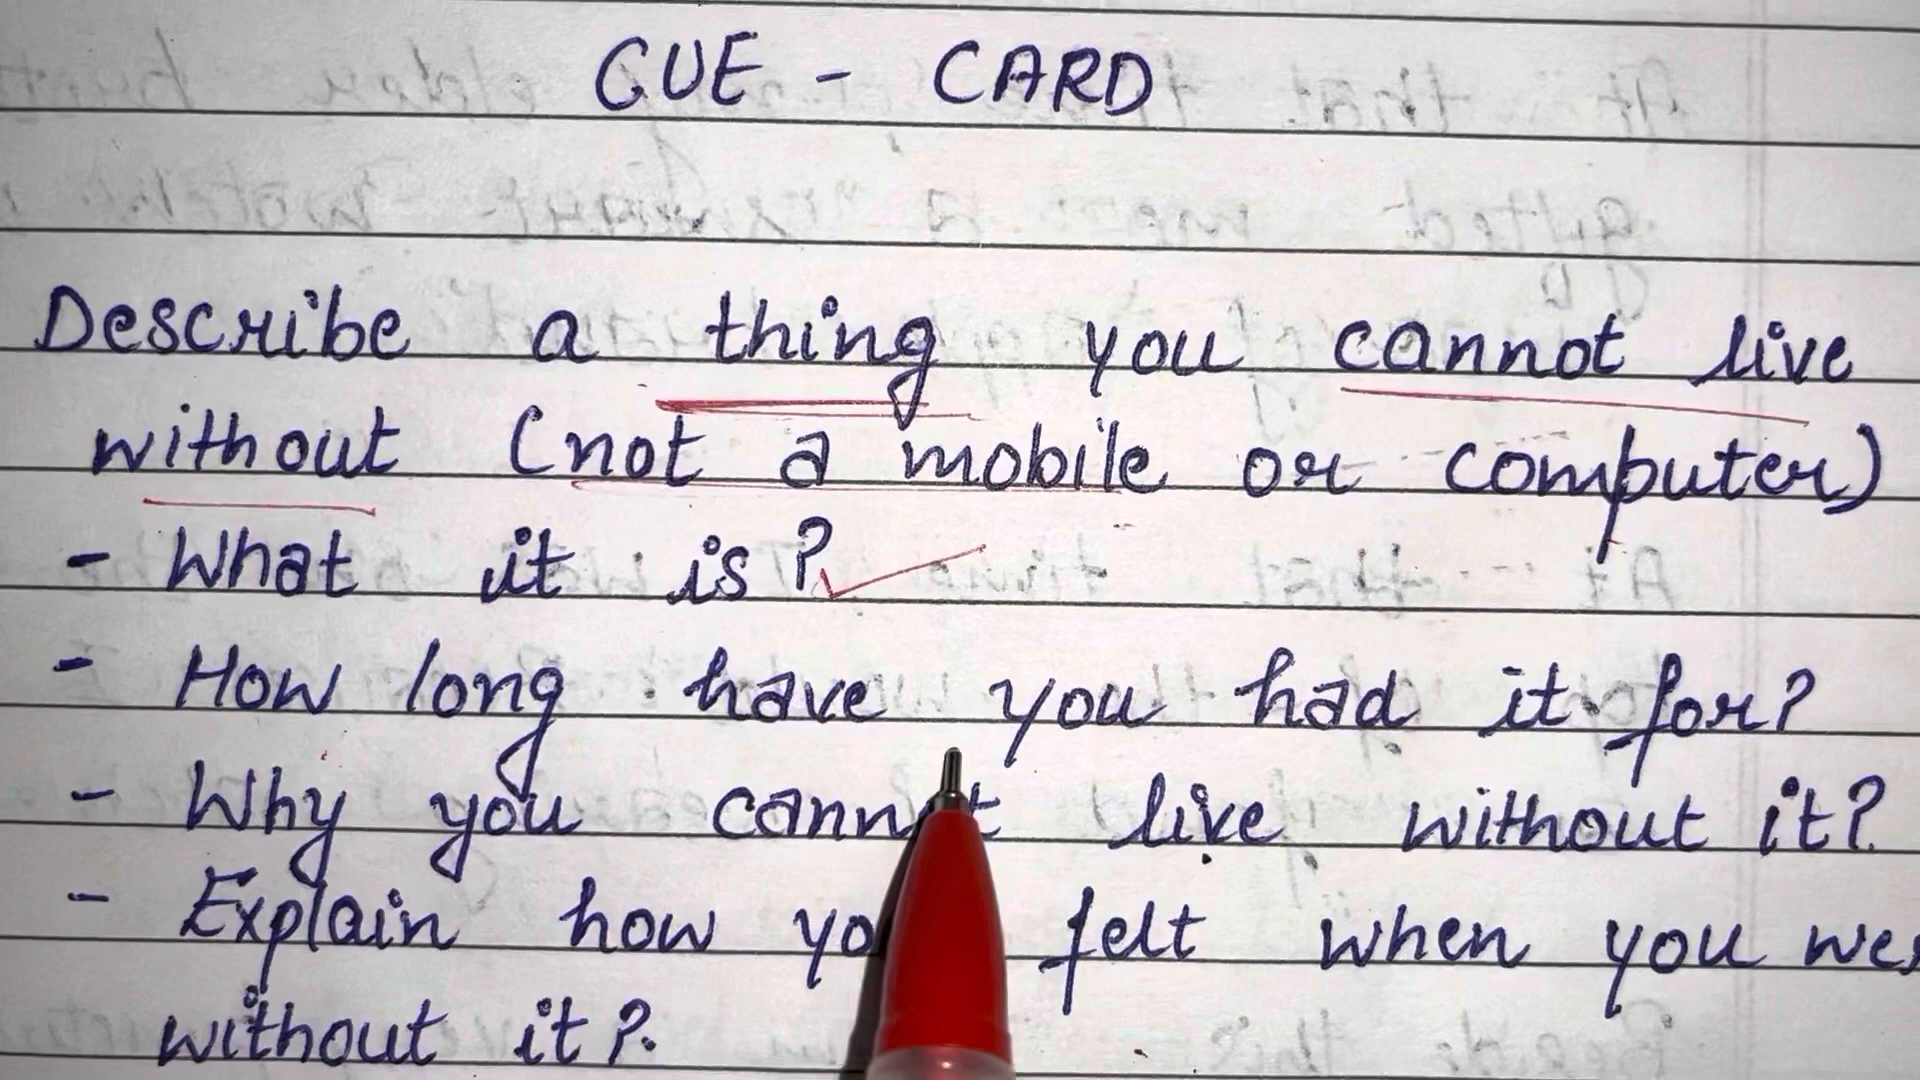 CUE - CARD
Describe a thing you cannot live
without (not a mobile or computer)
- What it is?
- How long have you had it for?
- Why you cannot live without it?
- Explain how you felt when you
without it?.